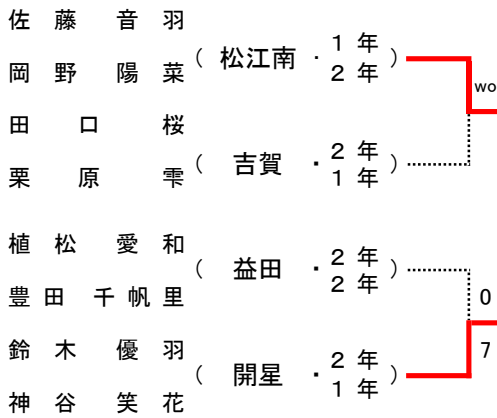 佐藤 音羽
岡野 陽菜
(松江南・1年 2年)
wo
田口 桜
栗原 雫
(吉賀・2年 1年)
植松 愛和
豊田 千帆里
(益田・2年 2年)
0
鈴木 優羽
神谷 笑花
(開星・2年 1年)
7